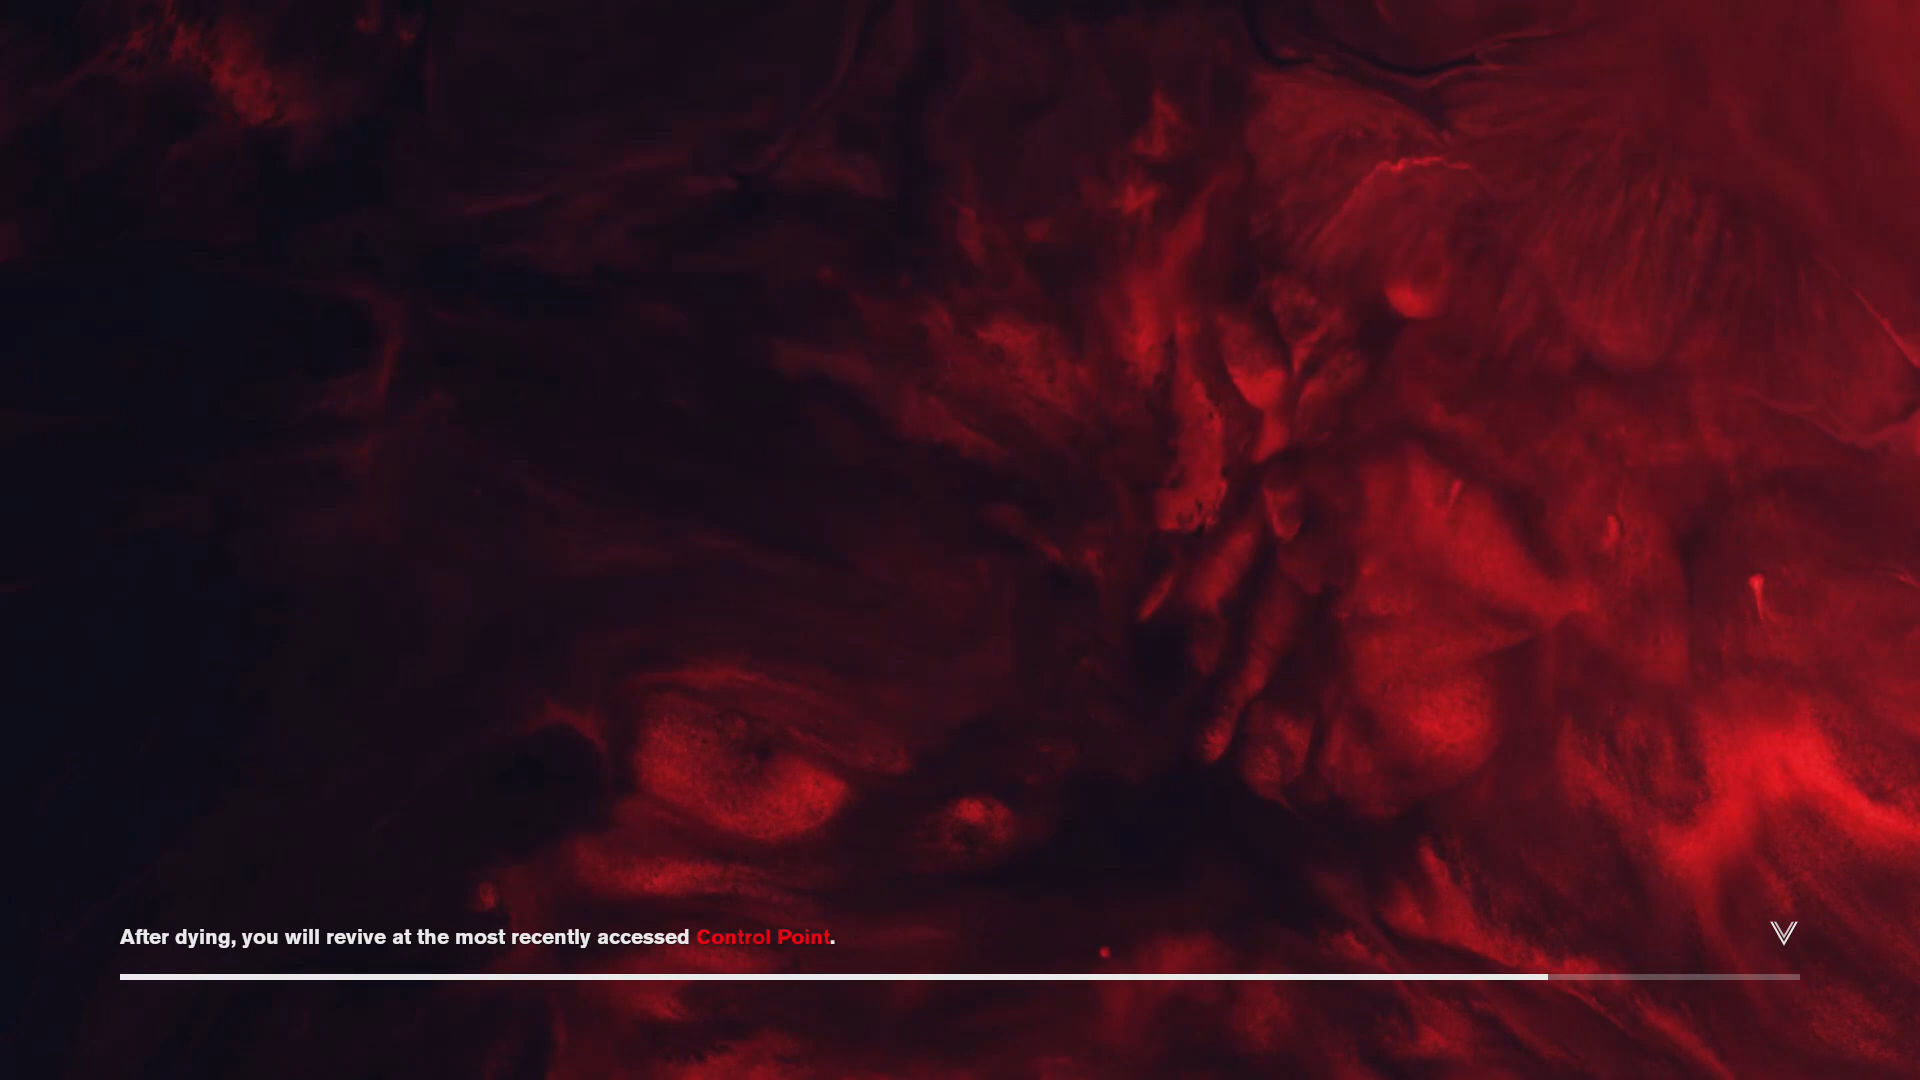 After dying, you will revive at the most recently accessed Control Point.